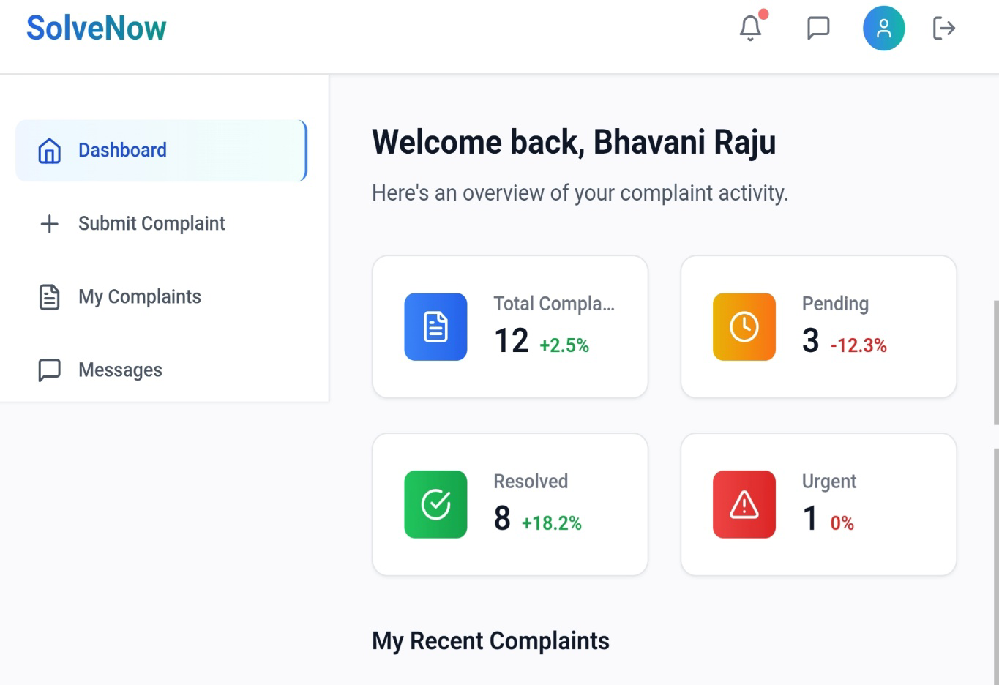 SolveNow
Dashboard
Submit Complaint
My Complaints
Messages
Welcome back, Bhavani Raju
Here's an overview of your complaint activity.
Total Compla...
12 +2.5%
Pending
3 -12.3%
Resolved
8 +18.2%
Urgent
1 0%
My Recent Complaints